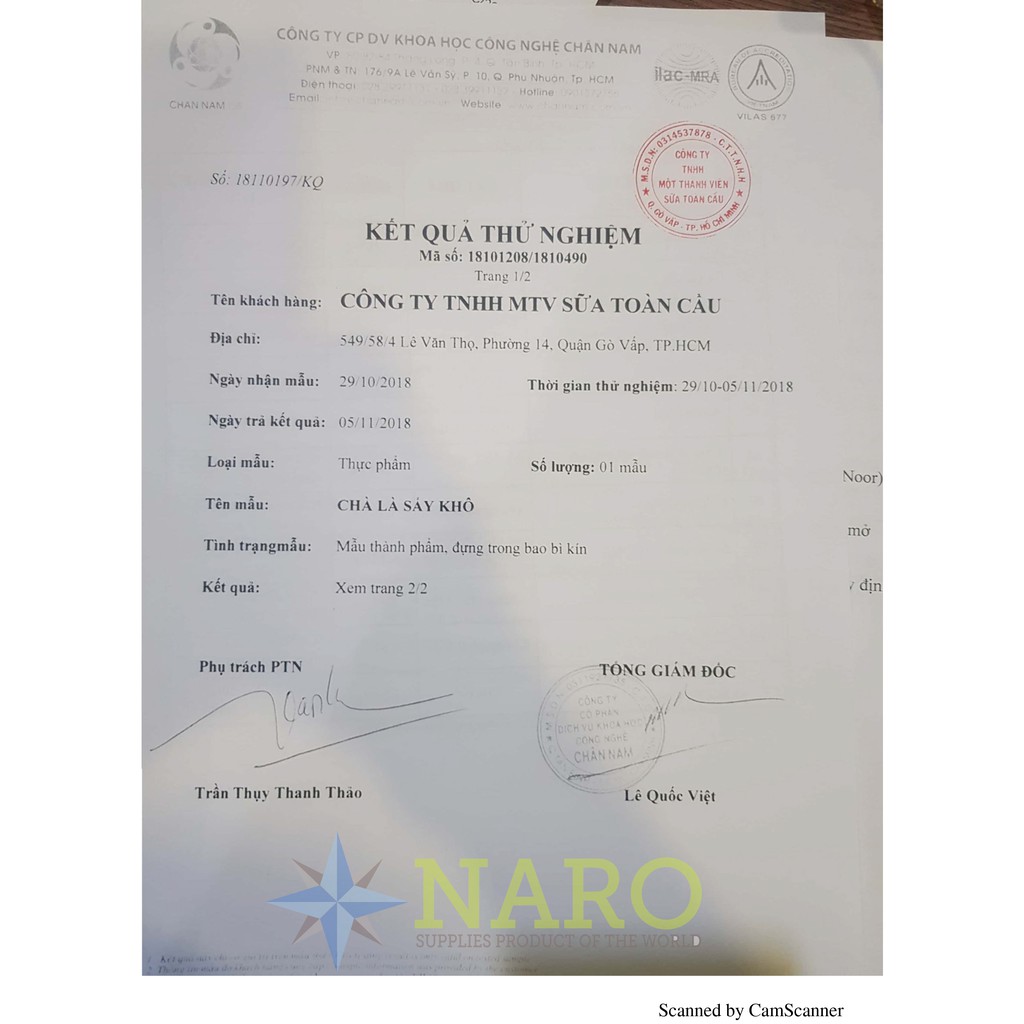 CÔNG TY CP DV KHOA HỌC CÔNG NGHỆ CHÂN NAM
VP
PNM & TN: 176/9A Lê Văn Sỹ, P. 10, Q. Phú Nhuận, Tp. HCM
Điện thoại Hotline
Email Website
CHAN NAM
ilac-MRA
BUREAU OF ACCREDITATION
VIETNAM
VILAS 677
M.S.D.N: 0314537878 - C.T.T.N.H.H
CÔNG TY
TNHH
MỘT THÀNH VIÊN
SỮA TOÀN CẦU
Q. GÒ VẤP - TP. HỒ CHÍ MINH
Số: 18110197/KQ
KẾT QUẢ THỬ NGHIỆM
Mã số: 18101208/1810490
Trang 1/2
Tên khách hàng: CÔNG TY TNHH MTV SỮA TOÀN CẦU
Địa chỉ: 549/58/4 Lê Văn Thọ, Phường 14, Quận Gò Vấp, TP.HCM
Ngày nhận mẫu: 29/10/2018 Thời gian thử nghiệm: 29/10-05/11/2018
Ngày trả kết quả: 05/11/2018
Loại mẫu: Thực phẩm Số lượng: 01 mẫu
Noor)
Tên mẫu: CHÀ LÀ SẤY KHÔ
mở
Tình trạngmẫu: Mẫu thành phẩm, đựng trong bao bì kín
Kết quả: Xem trang 2/2
địn
Phụ trách PTN TỔNG GIÁM ĐỐC
CÔNG TY
CỔ PHẦN
DỊCH VỤ KHOA HỌC
CÔNG NGHỆ
CHÂN NAM
Trần Thụy Thanh Thảo Lê Quốc Việt
NARO
SUPPLIES PRODUCT OF THE WORLD
Scanned by CamScanner